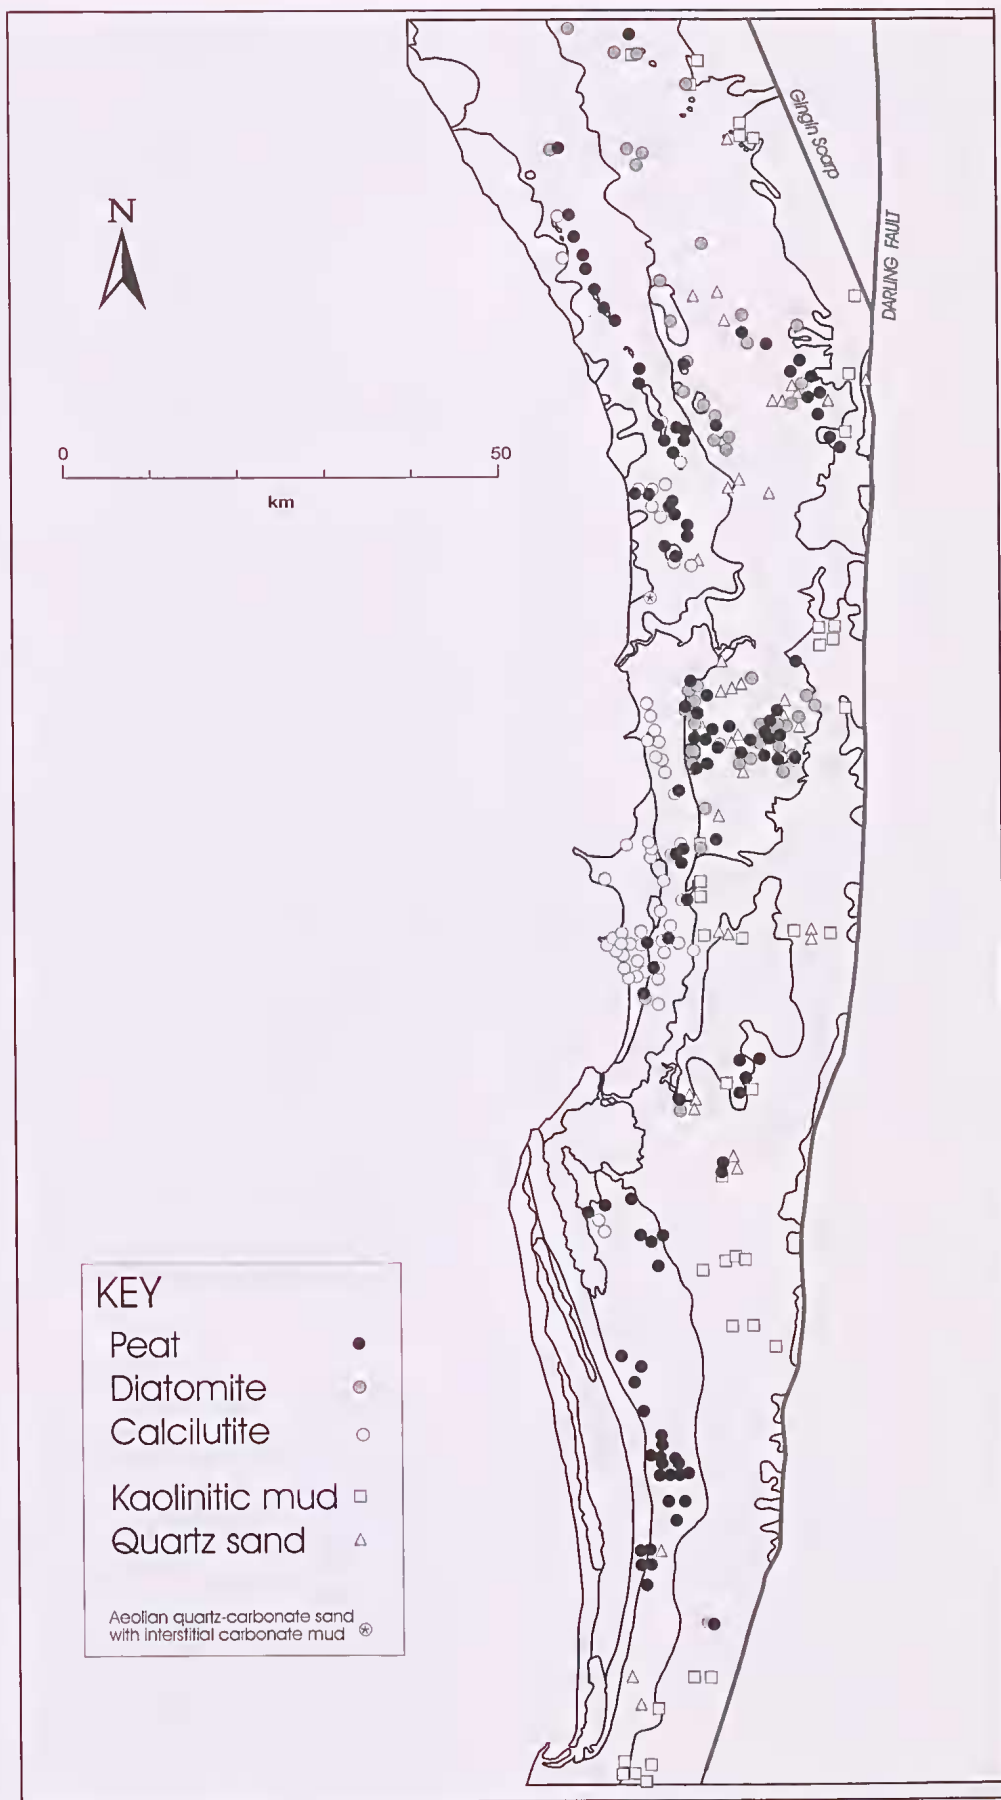 Gingin Scarp
N
DARLING FAULT
0 50
km
KEY
Peat
Diatomite
Calcilutite
Kaolinitic mud
Quartz sand
Aeolian quartz-carbonate sand
with interstitial carbonate mud